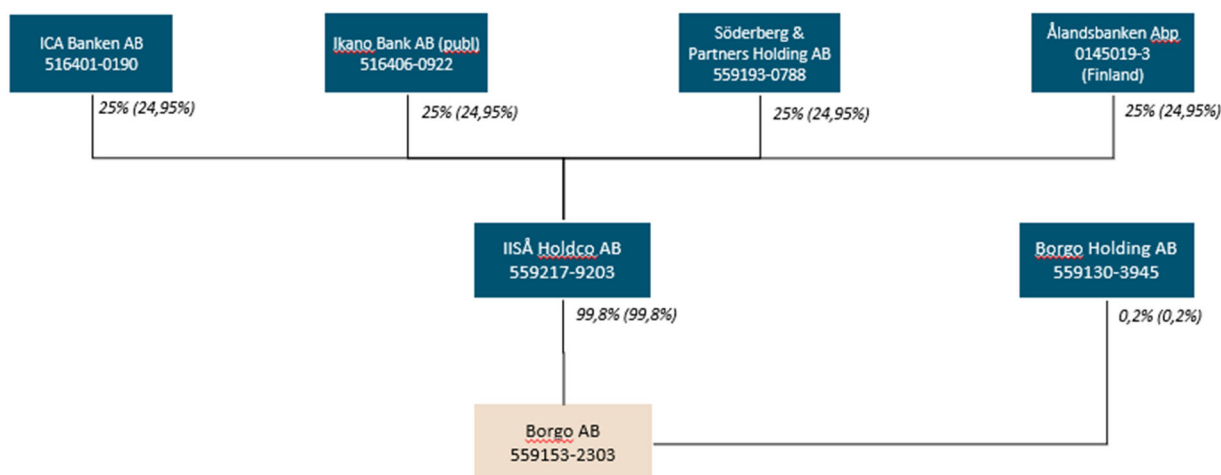 ICA Banken AB
516401-0190
Ikano Bank AB (publ)
516406-0922
Söderberg &
Partners Holding AB
559193-0788
Ålandsbanken Abp
0145019-3
(Finland)
25% (24,95%)
25% (24,95%)
25% (24,95%)
25% (24,95%)
IISÅ Holdco AB
559217-9203
Borgo Holding AB
559130-3945
99,8% (99,8%)
0,2% (0,2%)
Borgo AB
559153-2303